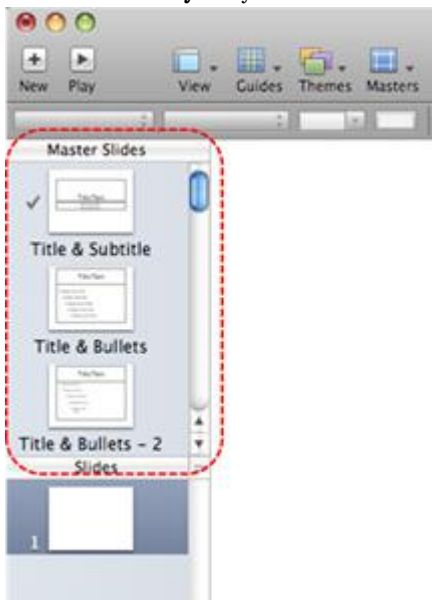 New Play View Guides Themes Masters
Master Slides
Title & Subtitle
Title & Bullets
Title & Bullets - 2
Slides
1